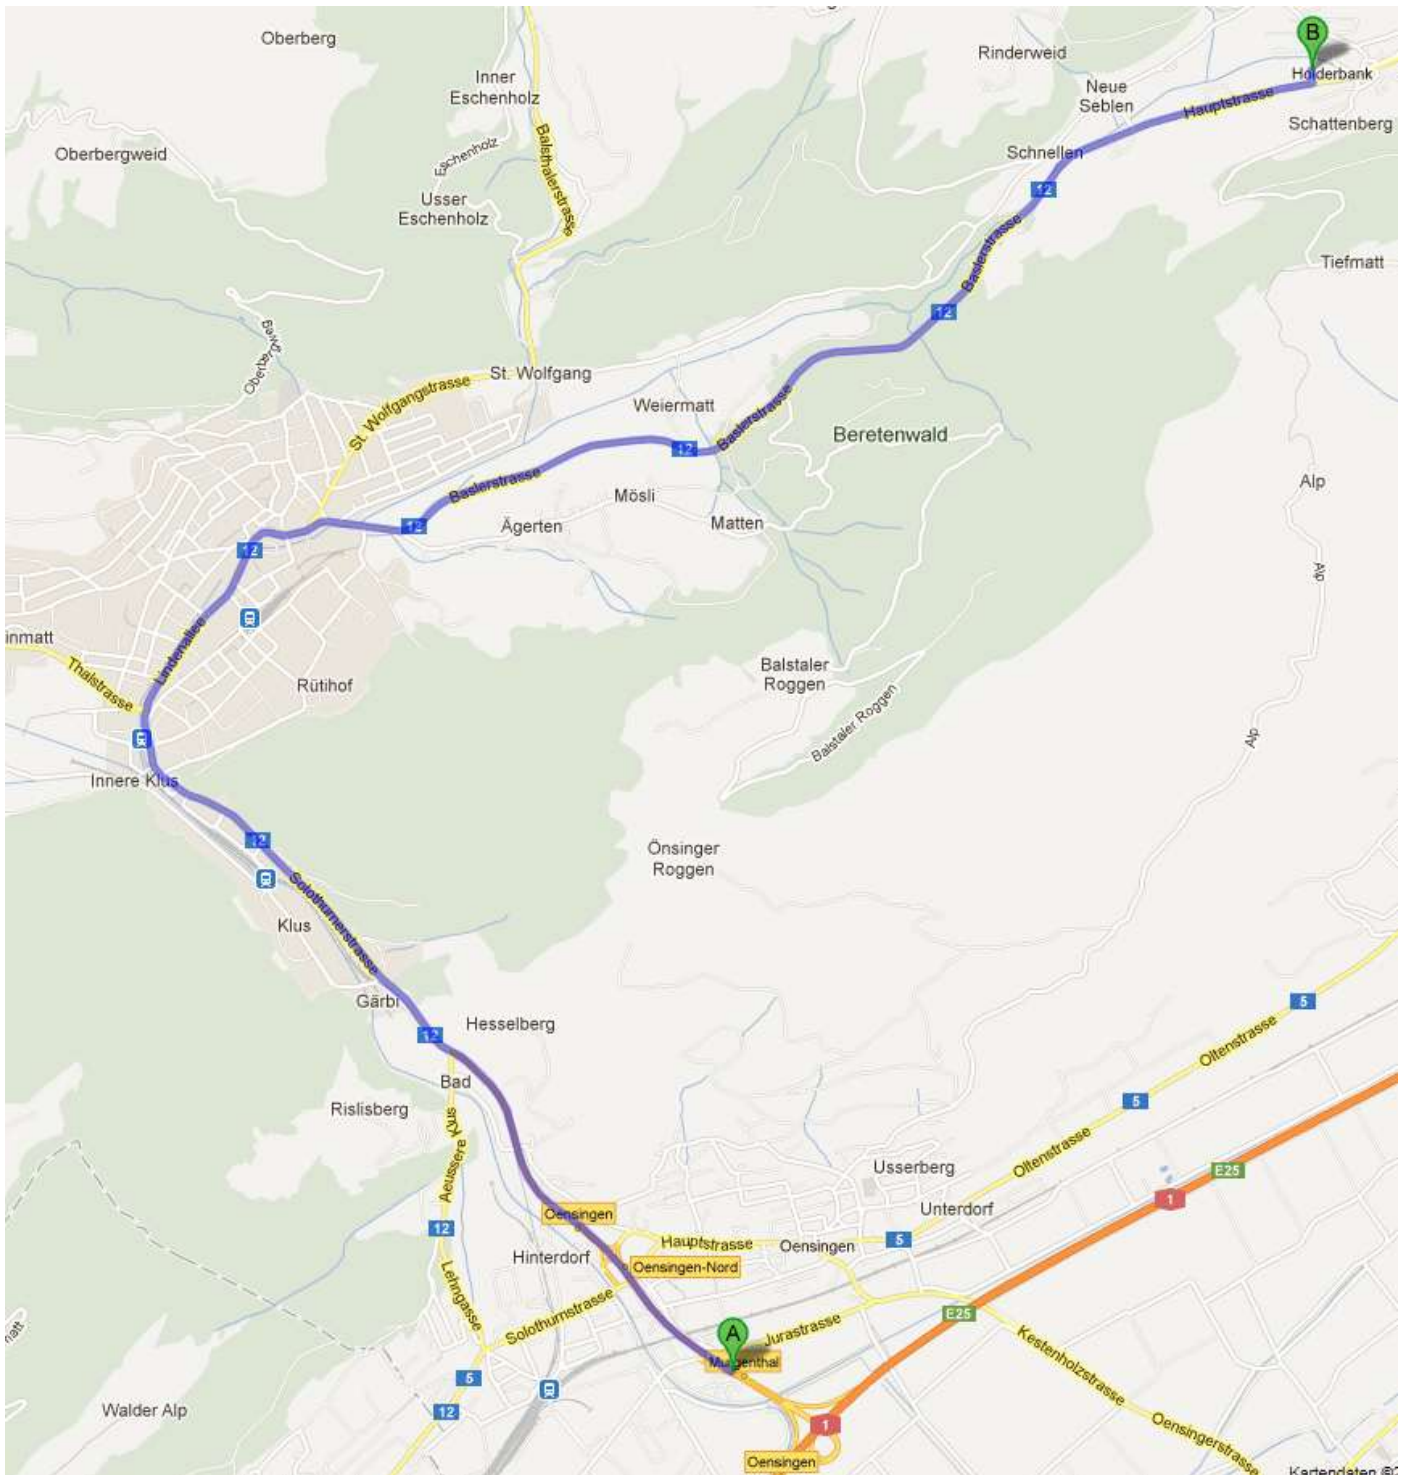 B
Oberberg
Rinderweid
Holderbank
Inner
Eschenholz
Neue
Seblen
Hauptstrasse
Schattenberg
Balsthalerstrasse
Oberbergweid
Eschenholz
Schnellen
12
Usser
Eschenholz
Baslerstrasse
Tiefmatt
12
Oberbergweg
St. Wolfgang
St. Wolfgangstrasse
Weiermatt
Baslerstrasse
Beretenwald
12
Baslerstrasse
Alp
Mösli
12
Ägerten
Matten
12
Alp
Lindenallee
inmatt
Thalstrasse
Rütihof
Balstaler
Roggen
Balstaler Roggen
Alp
Innere Klus
12
Önsinger
Roggen
Solothurnerstrasse
Klus
Gärbi
5
Hesselberg
12
Oltenstrasse
Bad
5
Rislisberg
Aeussere Klus
Oltenstrasse
Usserberg
E25
1
Unterdorf
Oensingen
12
Hauptstrasse
Oensingen
5
Hinterdorf
Oensingen-Nord
Lehngasse
Solothurnstrasse
E25
A
Jurastrasse
Kestenholzstrasse
Murgenthal
5
Walder Alp
12
1
Oensingerstrasse
Oensingen